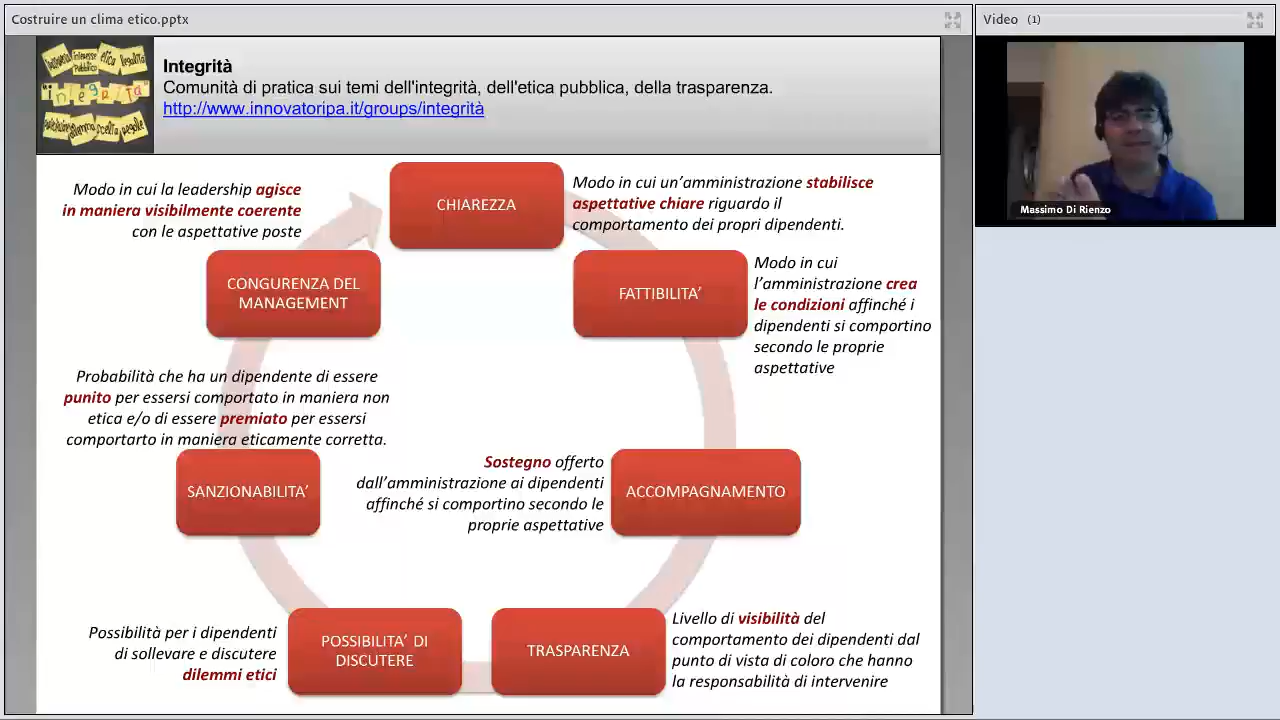 Costruire un clima etico.pptx
Video (1)
interesse
Pubblico
etica
legalità
"integrità"
scelta
Integrità
Comunità di pratica sui temi dell'integrità, dell'etica pubblica, della trasparenza.
http://www.innovatoripa.it/groups/integrità
Massimo Di Rienzo
CHIAREZZA
Modo in cui un'amministrazione stabilisce
aspettative chiare riguardo il
comportamento dei propri dipendenti.
FATTIBILITA'
Modo in cui
l'amministrazione crea
le condizioni affinché i
dipendenti si comportino
secondo le proprie
aspettative
ACCOMPAGNAMENTO
Sostegno offerto
dall'amministrazione ai dipendenti
affinché si comportino secondo le
proprie aspettative
TRASPARENZA
Livello di visibilità del
comportamento dei dipendenti dal
punto di vista di coloro che hanno
la responsabilità di intervenire
POSSIBILITA' DI
DISCUTERE
Possibilità per i dipendenti
di sollevare e discutere
dilemmi etici
SANZIONABILITA'
Probabilità che ha un dipendente di essere
punito per essersi comportato in maniera non
etica e/o di essere premiato per essersi
comportarto in maniera eticamente corretta.
CONGURENZA DEL
MANAGEMENT
Modo in cui la leadership agisce
in maniera visibilmente coerente
con le aspettative poste